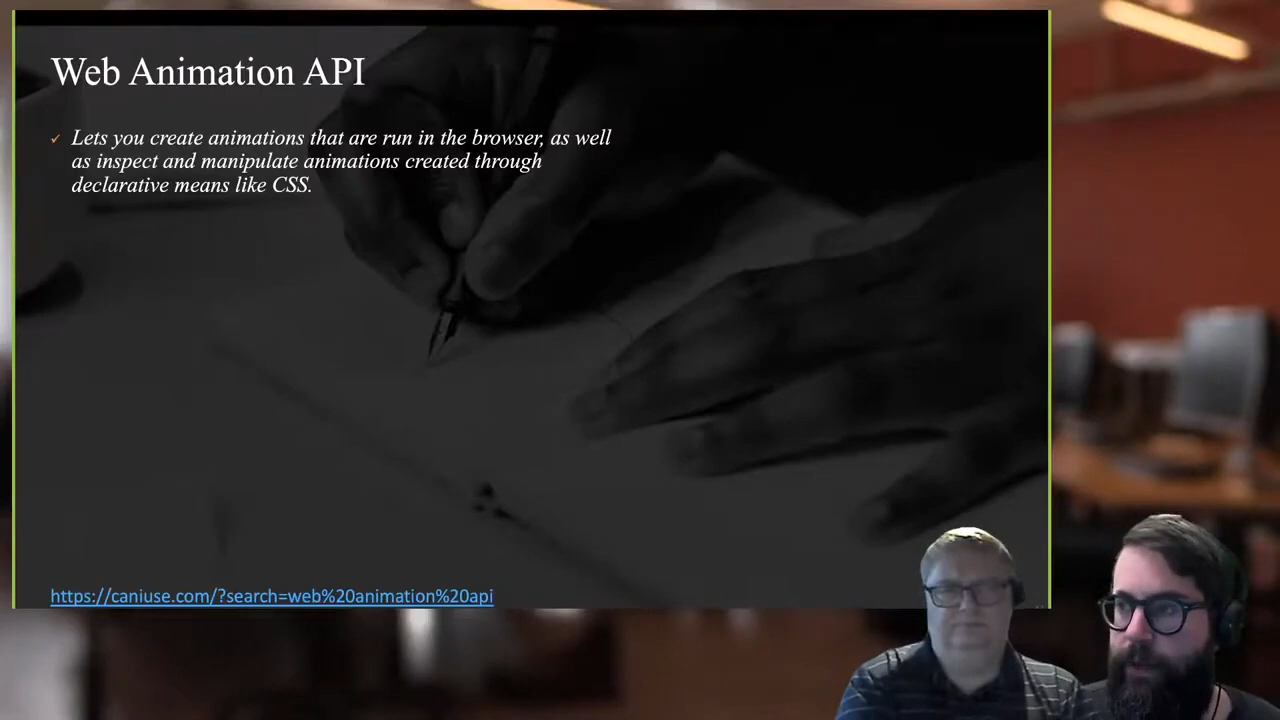 Web Animation API
Lets you create animations that are run in the browser, as well
as inspect and manipulate animations created through
declarative means like CSS.
https://caniuse.com/?search=web%20animation%20api